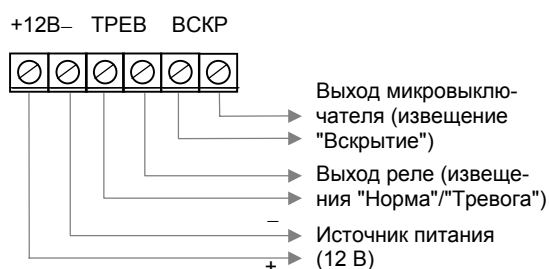 +12В– ТРЕВ ВСКР
Выход микровыклю-
чателя (извещение
"Вскрытие")
Выход реле (извеще-
ния "Норма"/"Тревога")
–
Источник питания
+
(12 В)